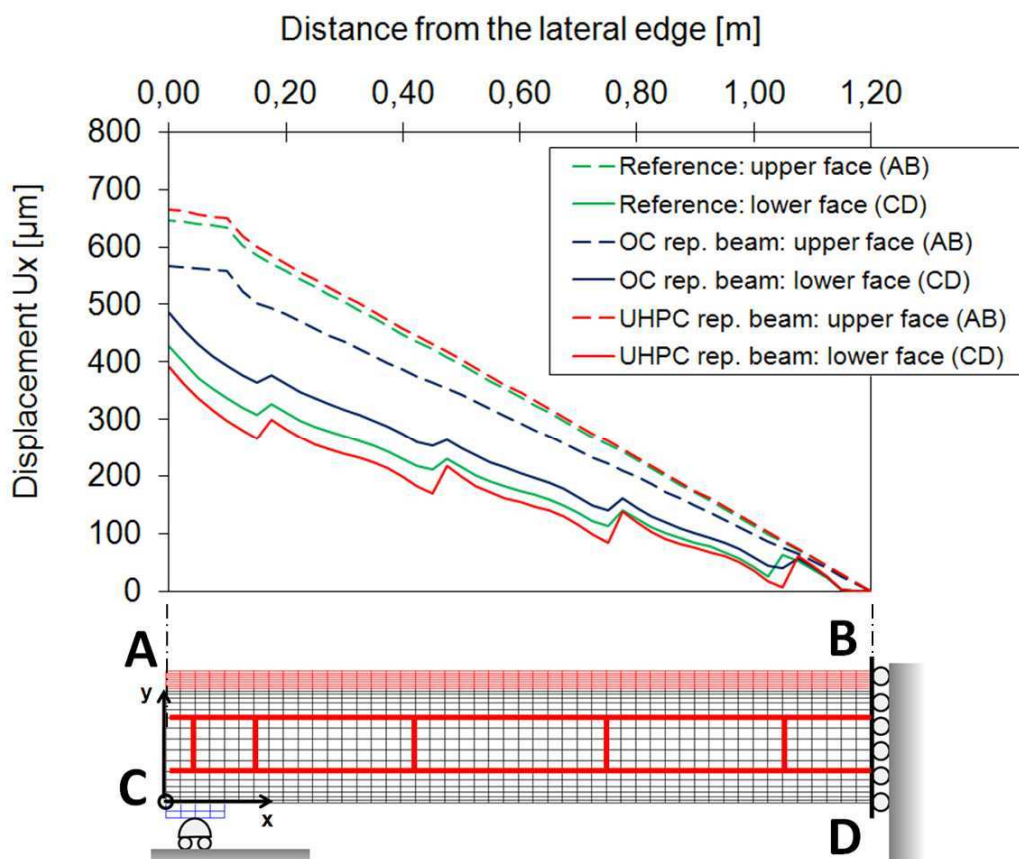 Distance from the lateral edge [m]
0,00 0,20 0,40 0,60 0,80 1,00 1,20
800
700
600
500
400
300
200
100
0
Displacement Ux [µm]
Reference: upper face (AB)
Reference: lower face (CD)
OC rep. beam: upper face (AB)
OC rep. beam: lower face (CD)
UHPC rep. beam: upper face (AB)
UHPC rep. beam: lower face (CD)
A B
y
C x D